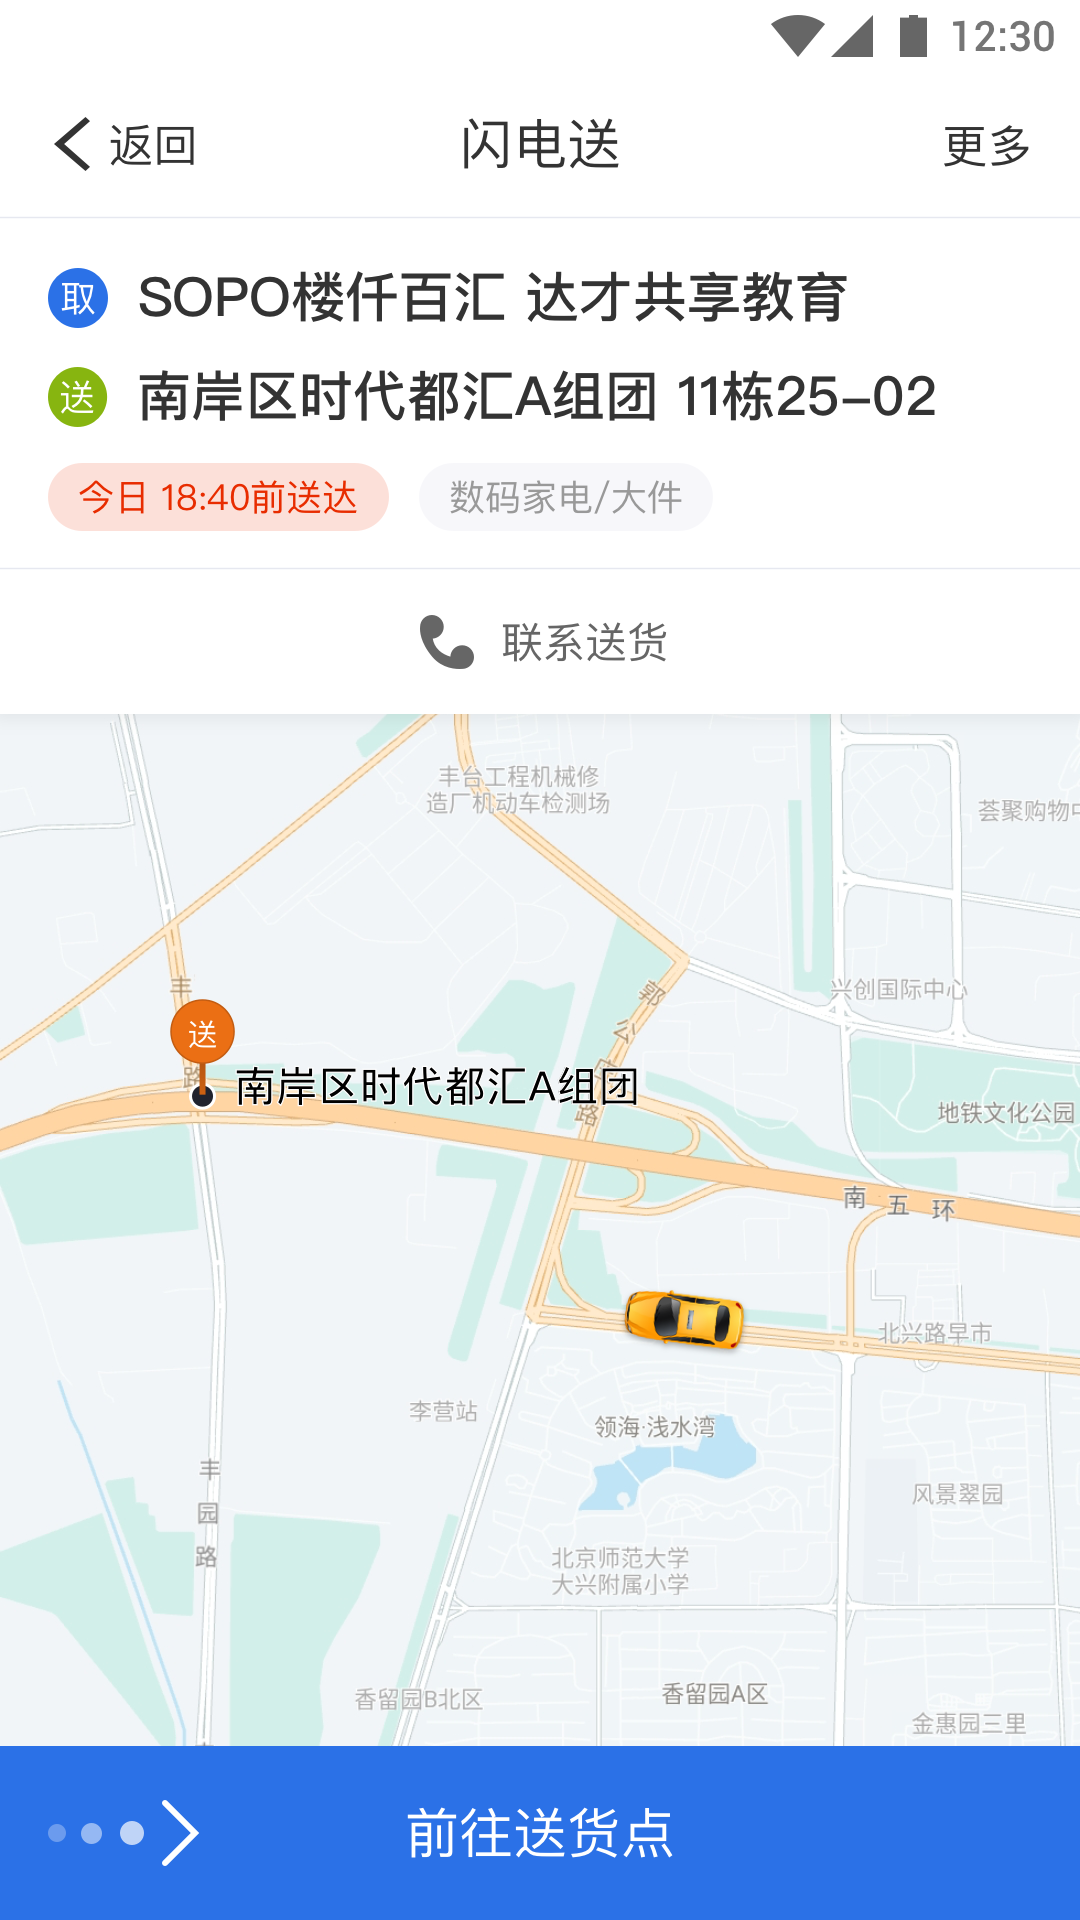 12:30
返回
闪电送
更多
取 SOPO楼仟百汇 达才共享教育
送 南岸区时代都汇A组团 11栋25-02
今日 18:40前送达
数码家电/大件
联系送货
丰台工程机械修
造厂机动车检测场
荟聚购物中
丰
郭
兴创国际中心
送
公
路
南岸区时代都汇A组团
路
地铁文化公园
南 五 环
北兴路早市
李营站
领海·浅水湾
丰
园
路
风景翠园
北京师范大学
大兴附属小学
香留园B北区
香留园A区
金惠园三里
前往送货点